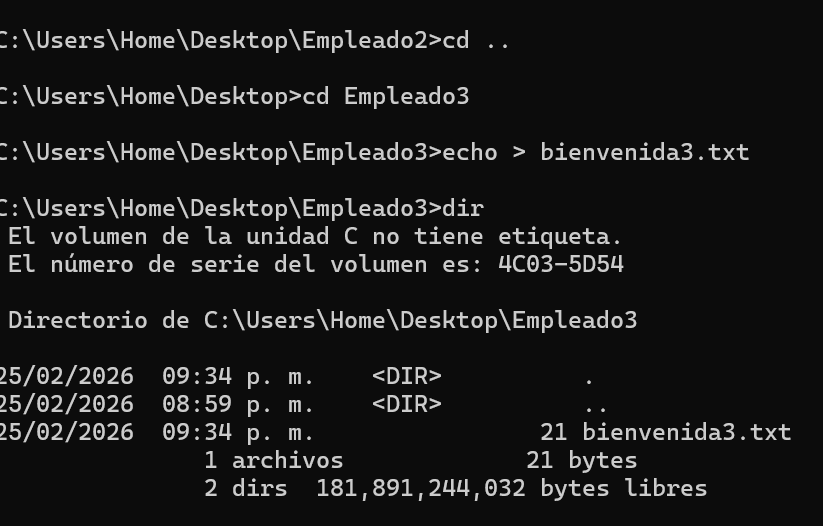 C:\Users\Home\Desktop\Empleado2>cd ..
C:\Users\Home\Desktop>cd Empleado3
C:\Users\Home\Desktop\Empleado3>echo > bienvenida3.txt
C:\Users\Home\Desktop\Empleado3>dir
El volumen de la unidad C no tiene etiqueta.
El número de serie del volumen es: 4C03-5D54
Directorio de C:\Users\Home\Desktop\Empleado3
25/02/2026  09:34 p. m.    <DIR>          .
25/02/2026  08:59 p. m.    <DIR>          ..
25/02/2026  09:34 p. m.                21 bienvenida3.txt
1 archivos             21 bytes
2 dirs  181,891,244,032 bytes libres